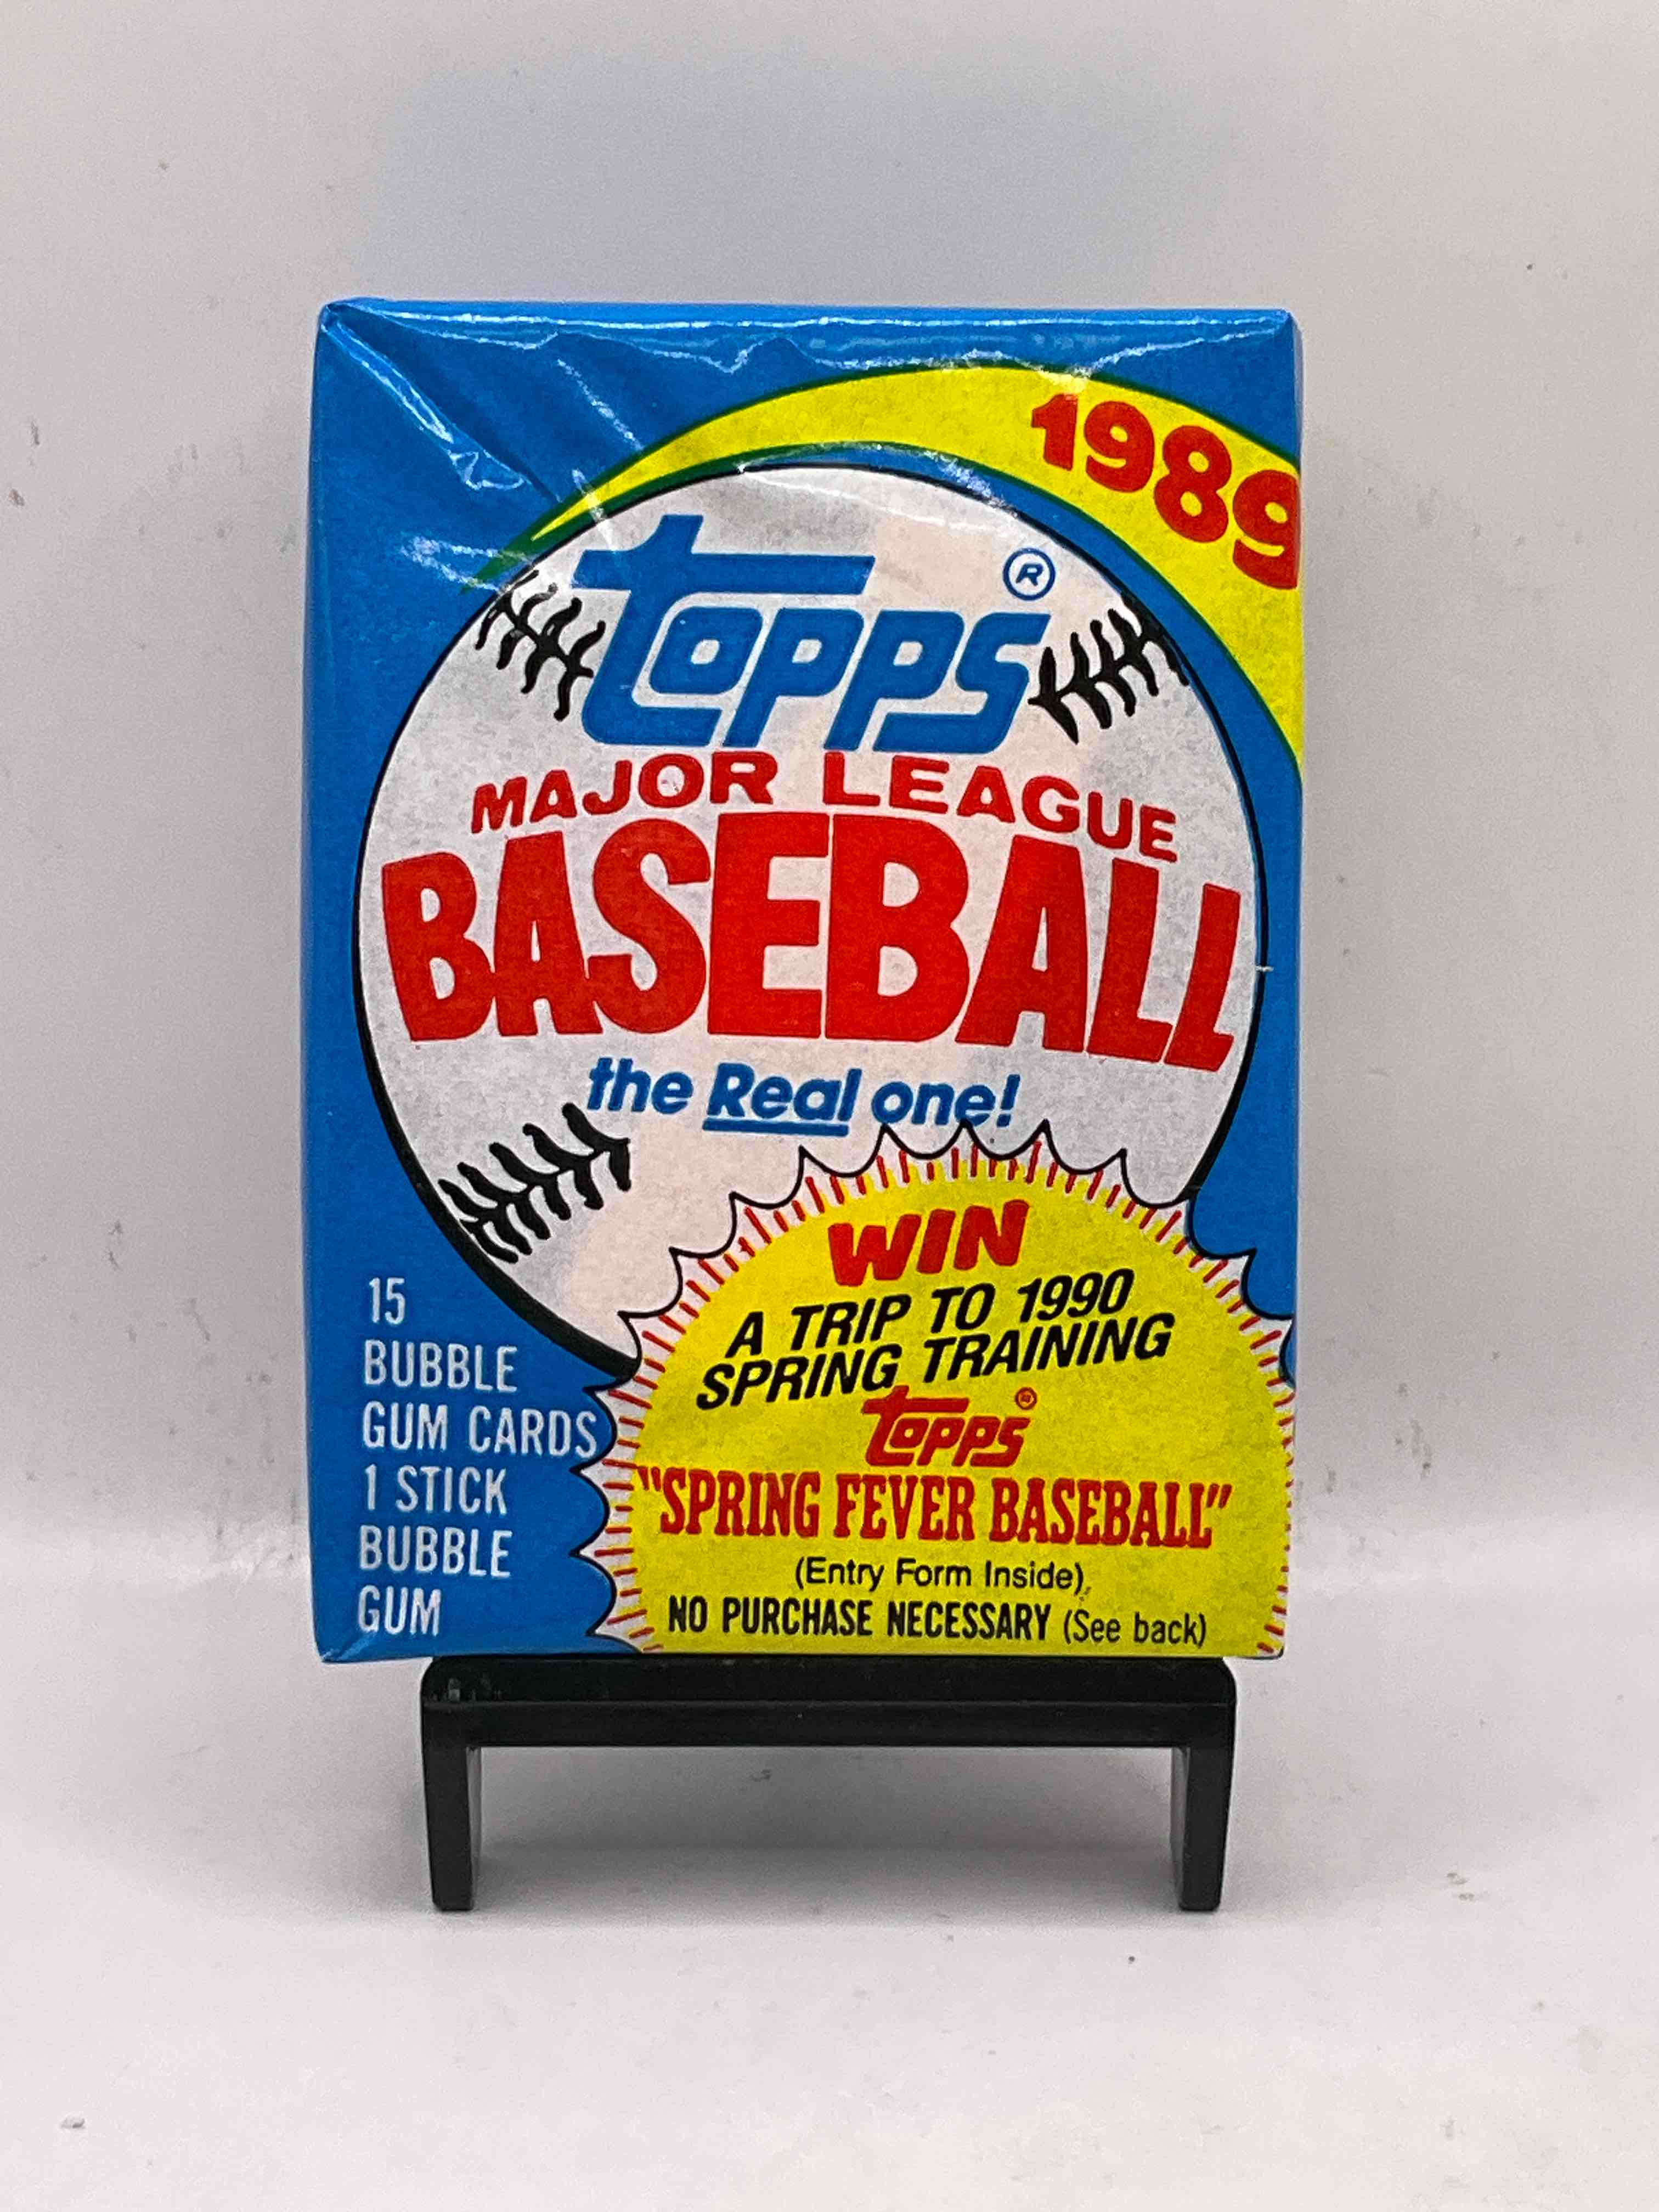 1989
Topps®
MAJOR LEAGUE
BASEBALL
the Real one!
15
BUBBLE
GUM CARDS
1 STICK
BUBBLE
GUM
WIN
A TRIP TO 1990
SPRING TRAINING
Topps®
"SPRING FEVER BASEBALL"
(Entry Form Inside)
NO PURCHASE NECESSARY (See back)